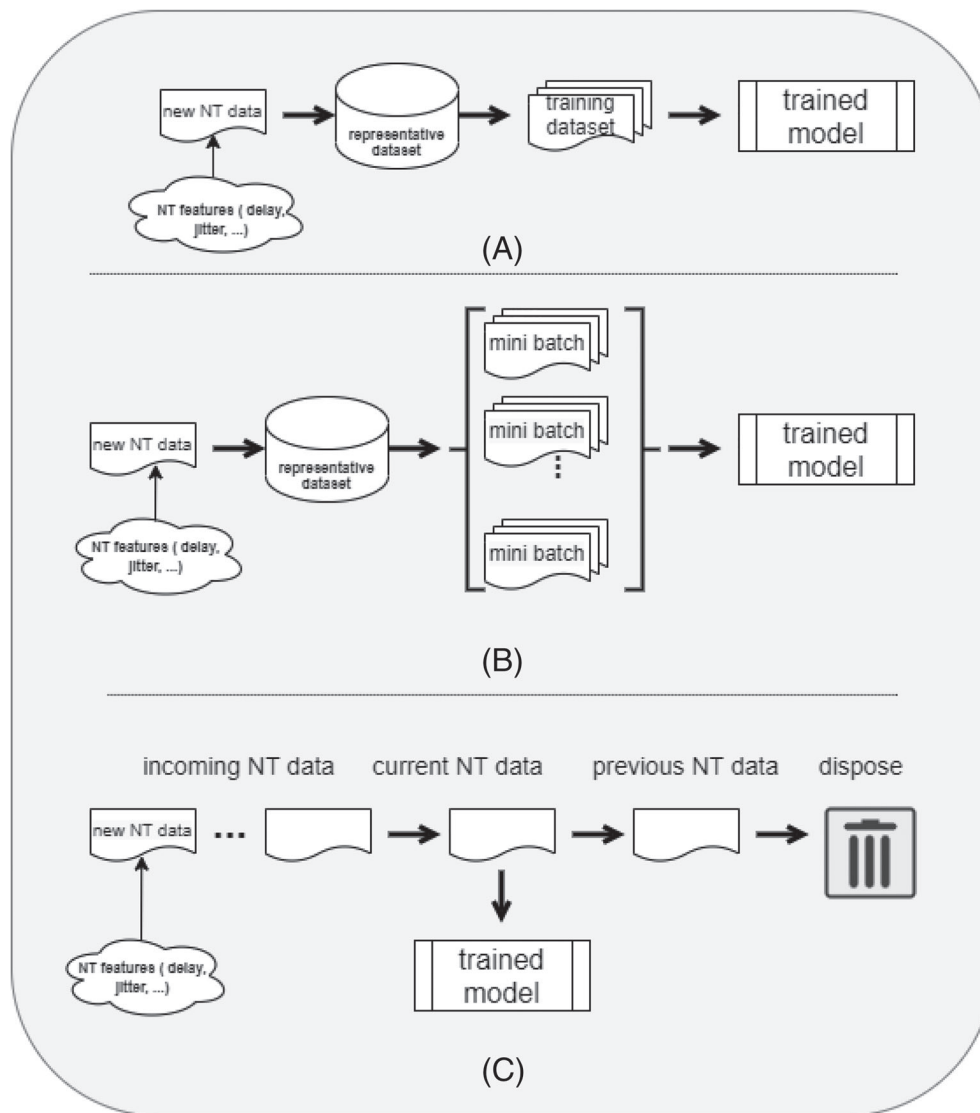 new NT data
representative
dataset
training
dataset
trained
model
NT features ( delay,
jitter, ...)
(A)
mini batch
new NT data
representative
dataset
mini batch
trained
model
NT features ( delay,
jitter, ...)
mini batch
(B)
incoming NT data current NT data previous NT data dispose
new NT data
NT features ( delay,
jitter, ...)
trained
model
(C)